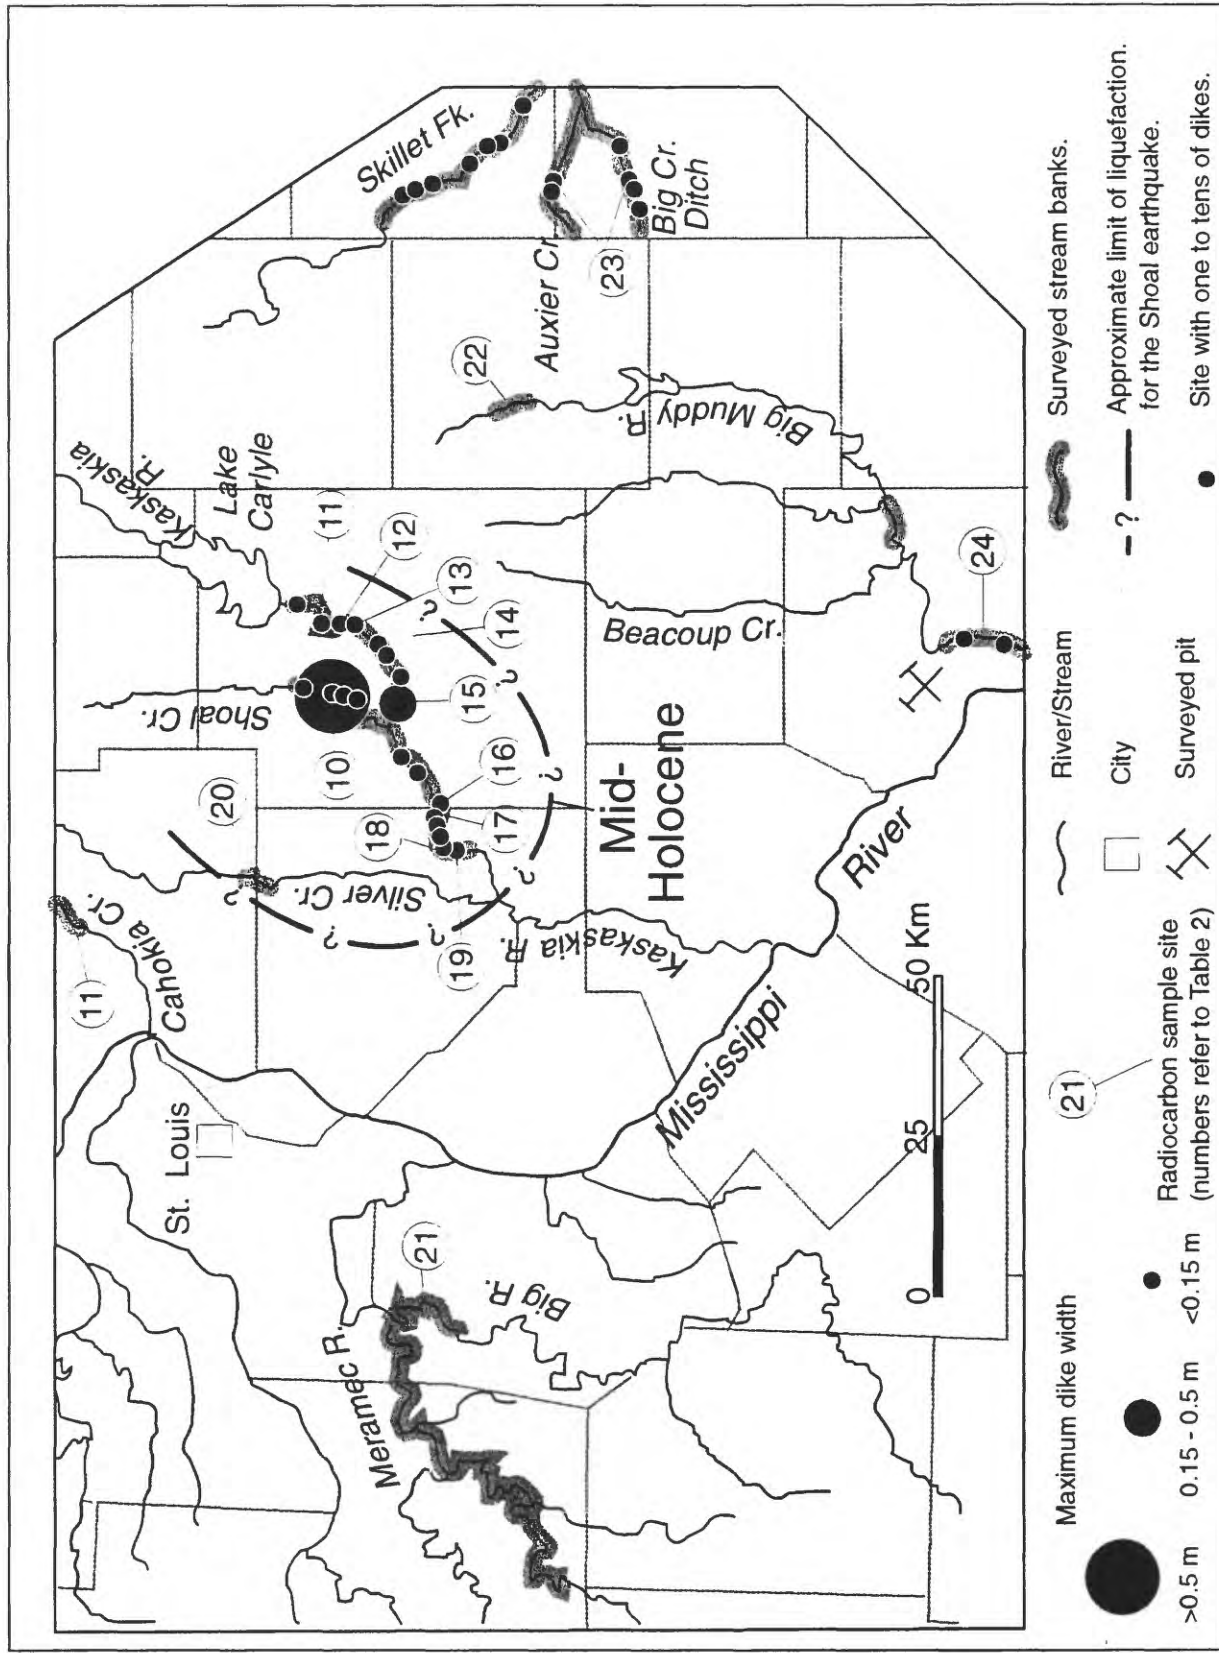 St. Louis
Cahokia Cr.
11
20
Shoal Cr.
Kaskaskia
R.
Lake
Carlyle
Skillet Fk.
Meramec R.
21
Big R.
Silver Cr.
10
11
12
13
14
15
16
17
18
19
?
?
?
?
?
?
?
?
Kaskaskia R.
Mid-
Holocene
Beacoup Cr.
22
Auxier Cr.
23
Big Cr.
Ditch
Big Muddy
R.
Mississippi
River
24
0 25 50 Km
Maximum dike width
>0.5 m 0.15 - 0.5 m <0.15 m
21
Radiocarbon sample site
(numbers refer to Table 2)
River/Stream
City
Surveyed pit
Surveyed stream banks.
?
Approximate limit of liquefaction
for the Shoal earthquake.
Site with one to tens of dikes.